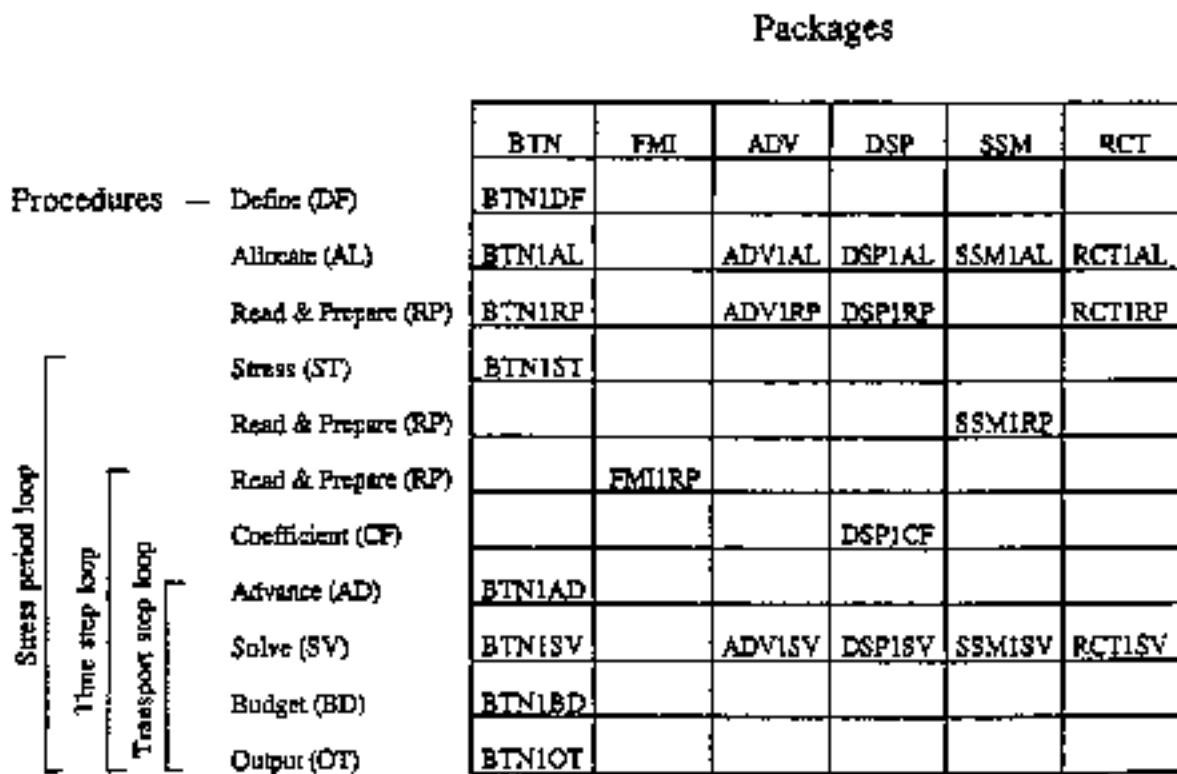 Packages
BTN FMI ADV DSP SSM RCT
Procedures — Define (DF) BTN1DF
Allocate (AL) BTN1AL ADV1AL DSP1AL SSM1AL RCT1AL
Read & Prepare (RP) BTN1RP ADV1RP DSP1RP RCT1RP
Stress (ST) BTN1ST
Read & Prepare (RP) SSM1RP
Read & Prepare (RP) FMI1RP
Coefficient (CF) DSP1CF
Advance (AD) BTN1AD
Solve (SV) BTN1SV ADV1SV DSP1SV SSM1SV RCT1SV
Budget (BD) BTN1BD
Output (OT) BTN1OT
Stress period loop
Time step loop
Transport step loop